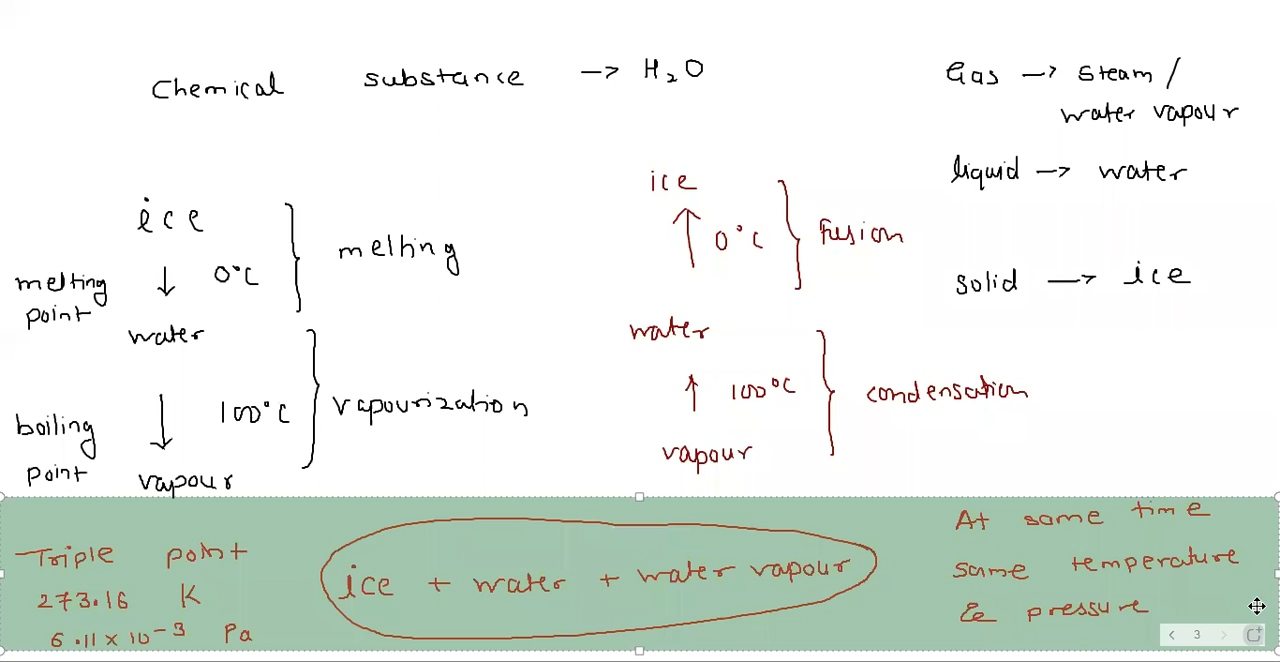 Chemical substance → H₂O
Gas → steam /
water vapour
liquid → water
solid → ice
ice
melting point
↓ 0°C
melting
water
boiling point
↓ 100°C
vapourization
vapour
ice
↑ 0°C
fusion
water
↑ 100°C
condensation
vapour
Triple point
273.16 K
6.11 x 10⁻³ Pa
ice + water + water vapour
At same time
same temperature
& pressure
3